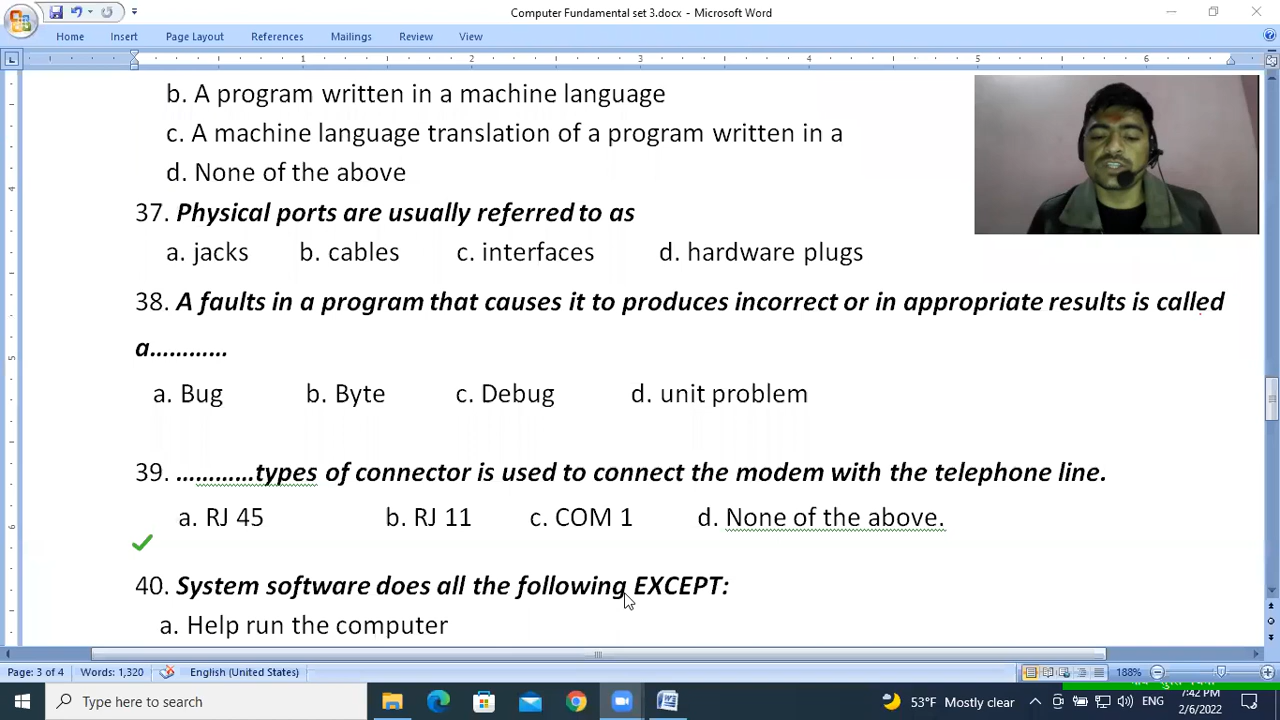 Computer Fundamental set 3.docx - Microsoft Word
Home Insert Page Layout References Mailings Review View
1 2 3 4 5 6
b. A program written in a machine language
c. A machine language translation of a program written in a
d. None of the above
37. Physical ports are usually referred to as
a. jacks b. cables c. interfaces d. hardware plugs
38. A faults in a program that causes it to produces incorrect or in appropriate results is called
a…………
a. Bug b. Byte c. Debug d. unit problem
39. …………types of connector is used to connect the modem with the telephone line.
a. RJ 45 b. RJ 11 c. COM 1 d. None of the above.
40. System software does all the following EXCEPT:
a. Help run the computer
Page: 3 of 4 Words: 1,320 English (United States) 188%
Type here to search 53°F Mostly clear ENG 7:42 PM
2/6/2022